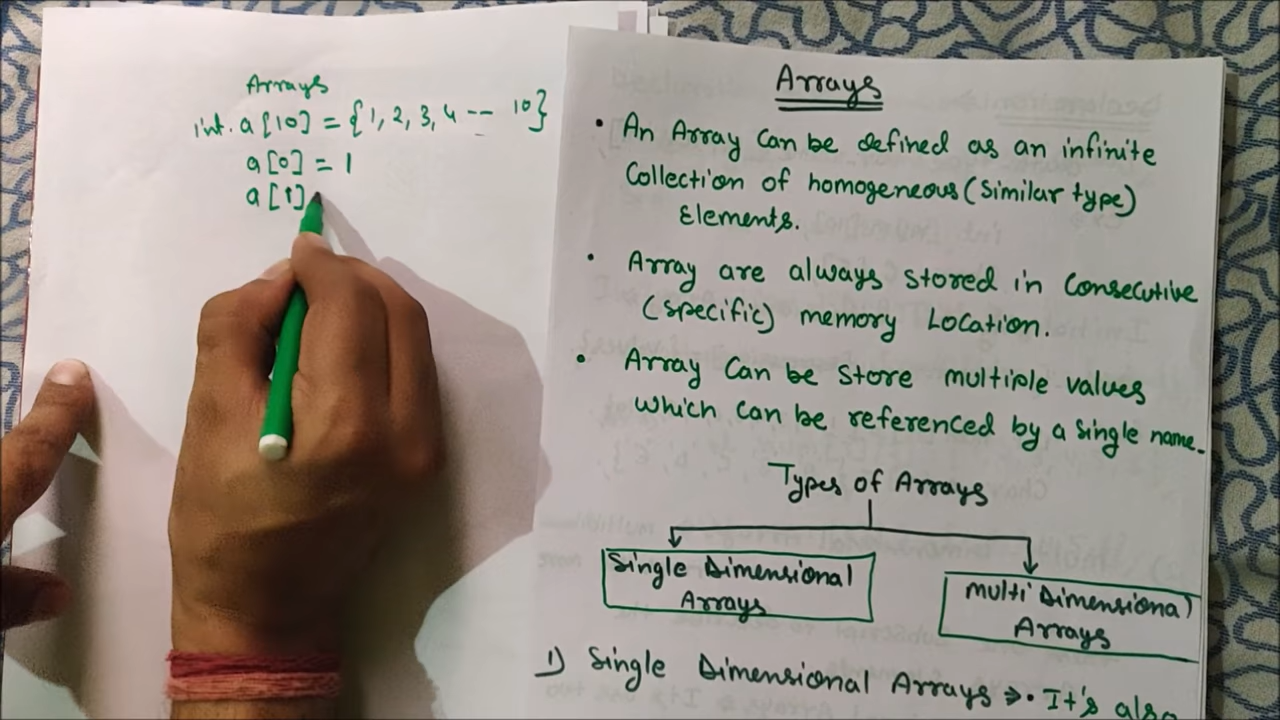 Arrays
int. a[10] = {1, 2, 3, 4 -- 10}
a[0] = 1
a[1]
Arrays
• An Array can be defined as an infinite
Collection of homogeneous (Similar type)
Elements.
• Array are always stored in Consecutive
(specific) memory Location.
• Array Can be store multiple values
which can be referenced by a single name.
Types of Arrays
Single Dimensional
Arrays
Multi Dimensional
Arrays
1) Single Dimensional Arrays ⇒ • It's also